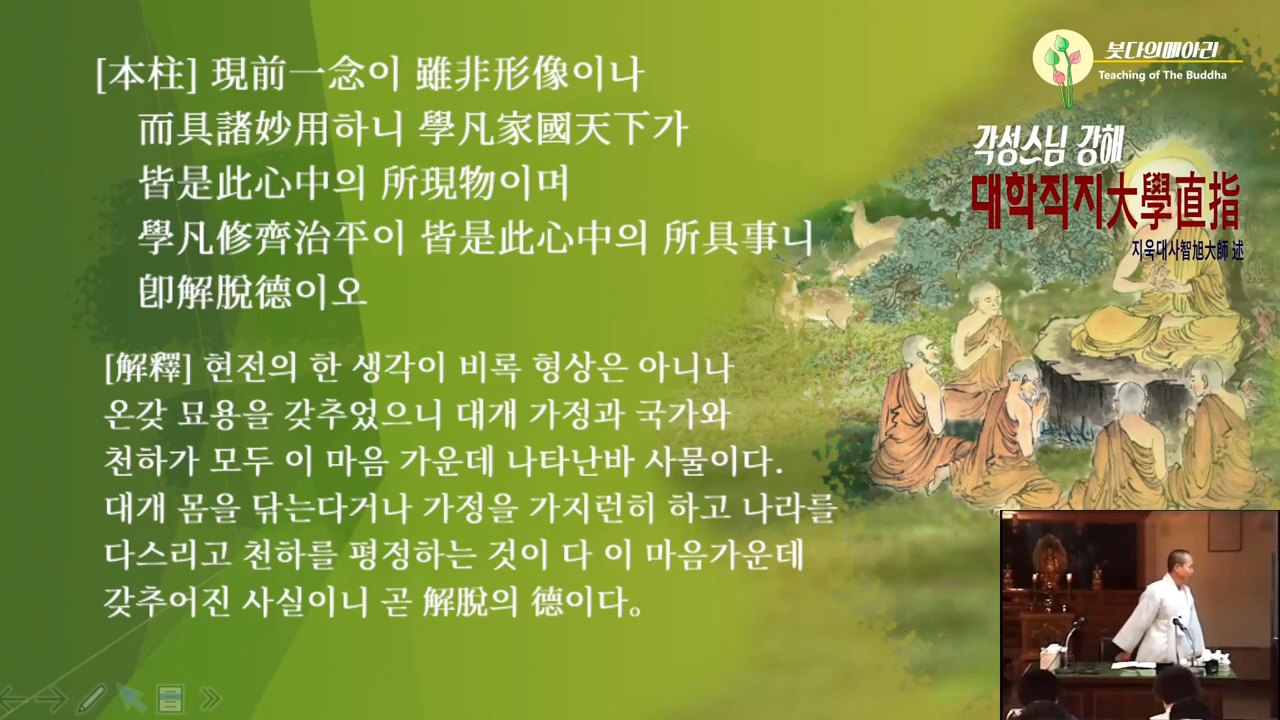 [本柱] 現前一念이 雖非形像이나
而具諸妙用하니 學凡家國天下가
皆是此心中의 所現物이며
學凡修齊治平이 皆是此心中의 所具事니
卽解脫德이오
[解釋] 현전의 한 생각이 비록 형상은 아니나
온갖 묘용을 갖추었으니 대개 가정과 국가와
천하가 모두 이 마음 가운데 나타난바 사물이다.
대개 몸을 닦는다거나 가정을 가지런히 하고 나라를
다스리고 천하를 평정하는 것이 다 이 마음가운데
갖추어진 사실이니 곧 解脫의 德이다。
붓다의메아리
Teaching of The Buddha
각성스님 강해
대학직지大學直指
지욱대사智旭大師 述